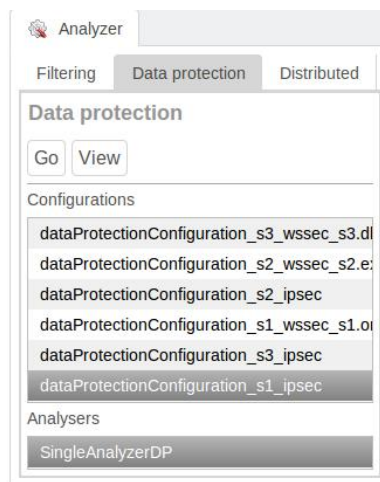 Analyzer
Filtering Data protection Distributed
Data protection
Go View
Configurations
dataProtectionConfiguration_s3_wssec_s3.dl
dataProtectionConfiguration_s2_wssec_s2.ex
dataProtectionConfiguration_s2_ipsec
dataProtectionConfiguration_s1_wssec_s1.or
dataProtectionConfiguration_s3_ipsec
dataProtectionConfiguration_s1_ipsec
Analysers
SingleAnalyzerDP